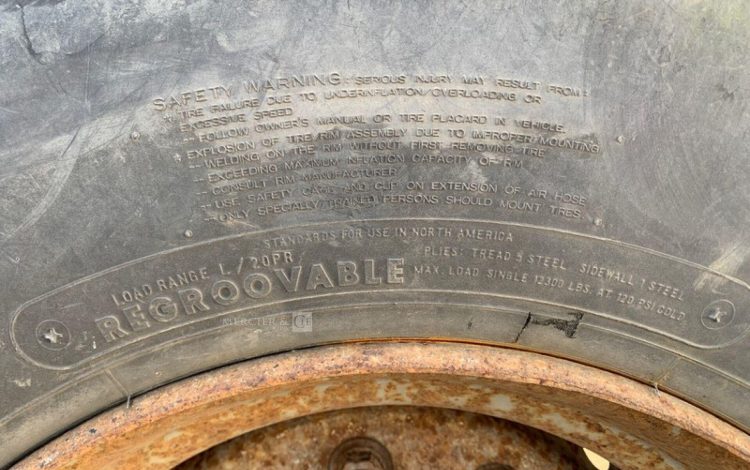 SAFETY WARNING: SERIOUS INJURY MAY RESULT FROM:
-- TIRE FAILURE DUE TO UNDERINFLATION/OVERLOADING OR
EXCESSIVE SPEED
-- FOLLOW OWNER'S MANUAL OR TIRE PLACARD IN VEHICLE.
-- EXPLOSION OF TIRE/RIM ASSEMBLY DUE TO IMPROPER MOUNTING
-- WELDING ON THE RIM WITHOUT FIRST REMOVING TIRE
-- EXCEEDING MAXIMUM INFLATION CAPACITY OF RIM
-- CONSULT RIM MANUFACTURER
-- USE SAFETY CAGE AND CLIP ON EXTENSION OF AIR HOSE
-- ONLY SPECIALLY TRAINED PERSONS SHOULD MOUNT TIRES.
STANDARDS FOR USE IN NORTH AMERICA
LOAD RANGE L/20PR
PLIES: TREAD 5 STEEL SIDEWALL 1 STEEL
REGROOVABLE
MAX. LOAD SINGLE 12300 LBS. AT 120 PSI COLD
MERCIER &